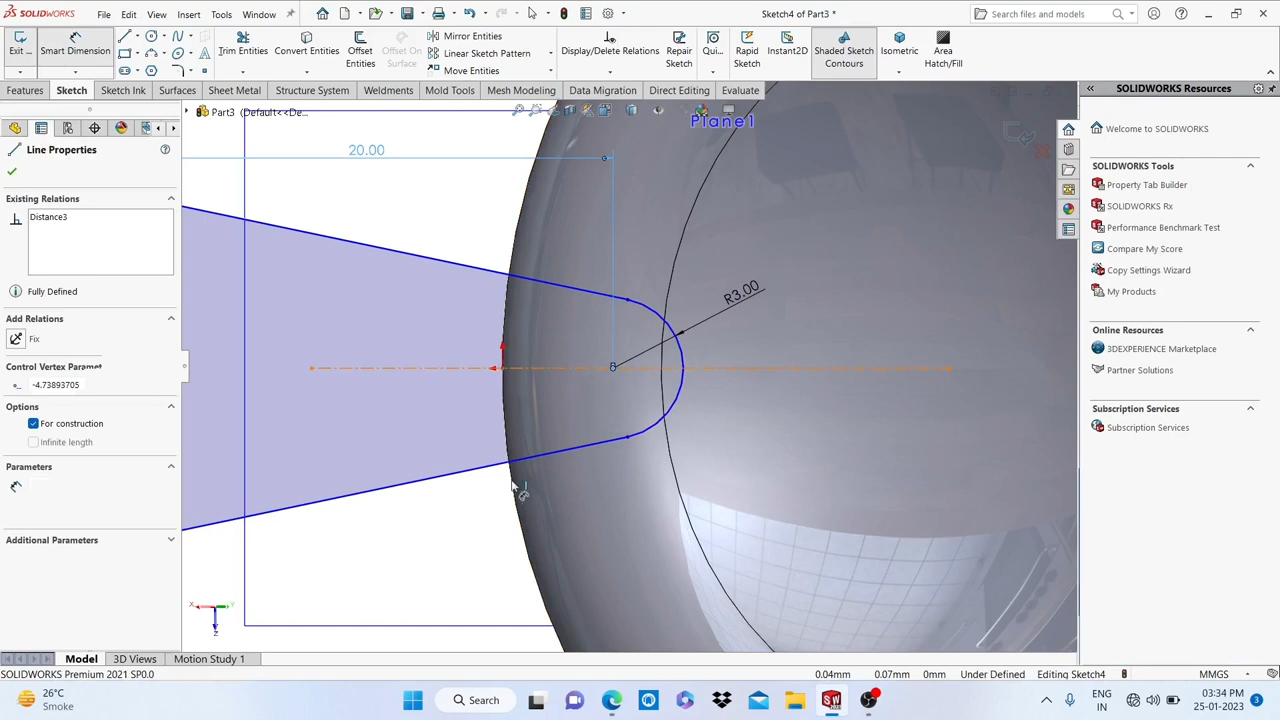 SOLIDWORKS File Edit View Insert Tools Window Sketch4 of Part3 * Search files and models
Exit ... Smart Dimension Trim Entities Convert Entities Offset Entities Offset On Surface Mirror Entities Linear Sketch Pattern Move Entities Display/Delete Relations Repair Sketch Qui... Rapid Sketch Instant2D Shaded Sketch Contours Isometric Area Hatch/Fill
Features Sketch Sketch Ink Surfaces Sheet Metal Structure System Weldments Mold Tools Mesh Modeling Data Migration Direct Editing Evaluate
SOLIDWORKS Resources
Part3 (Default<<De...
Plane1
Line Properties
Existing Relations
Distance3
Fully Defined
Add Relations
Fix
Control Vertex Paramet
-4.73893705
Options
For construction
Infinite length
Parameters
Additional Parameters
20.00
R3.00
X Y
Z
Welcome to SOLIDWORKS
SOLIDWORKS Tools
Property Tab Builder
SOLIDWORKS Rx
Performance Benchmark Test
Compare My Score
Copy Settings Wizard
My Products
Online Resources
3DEXPERIENCE Marketplace
Partner Solutions
Subscription Services
Subscription Services
Model 3D Views Motion Study 1
SOLIDWORKS Premium 2021 SP0.0 0.04mm 0.07mm 0mm Under Defined Editing Sketch4 MMGS
26°C
Smoke
Search
ENG
IN
03:34 PM
25-01-2023
3